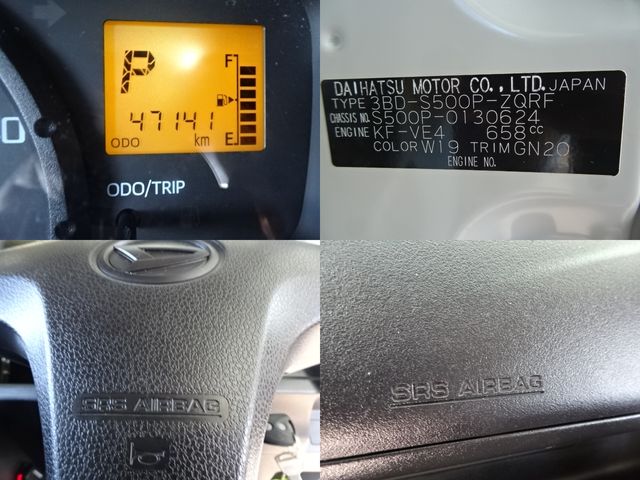 P
F
47141
ODO
km
E
ODO/TRIP
0
DAIHATSU MOTOR CO.,LTD. JAPAN
TYPE 3BD-S500P-ZQRF
CHASSIS NO. S500P-0130624
ENGINE KF-VE4 658cc
COLOR W19 TRIM GN20
ENGINE NO.
SRS AIRBAG
SRS AIRBAG